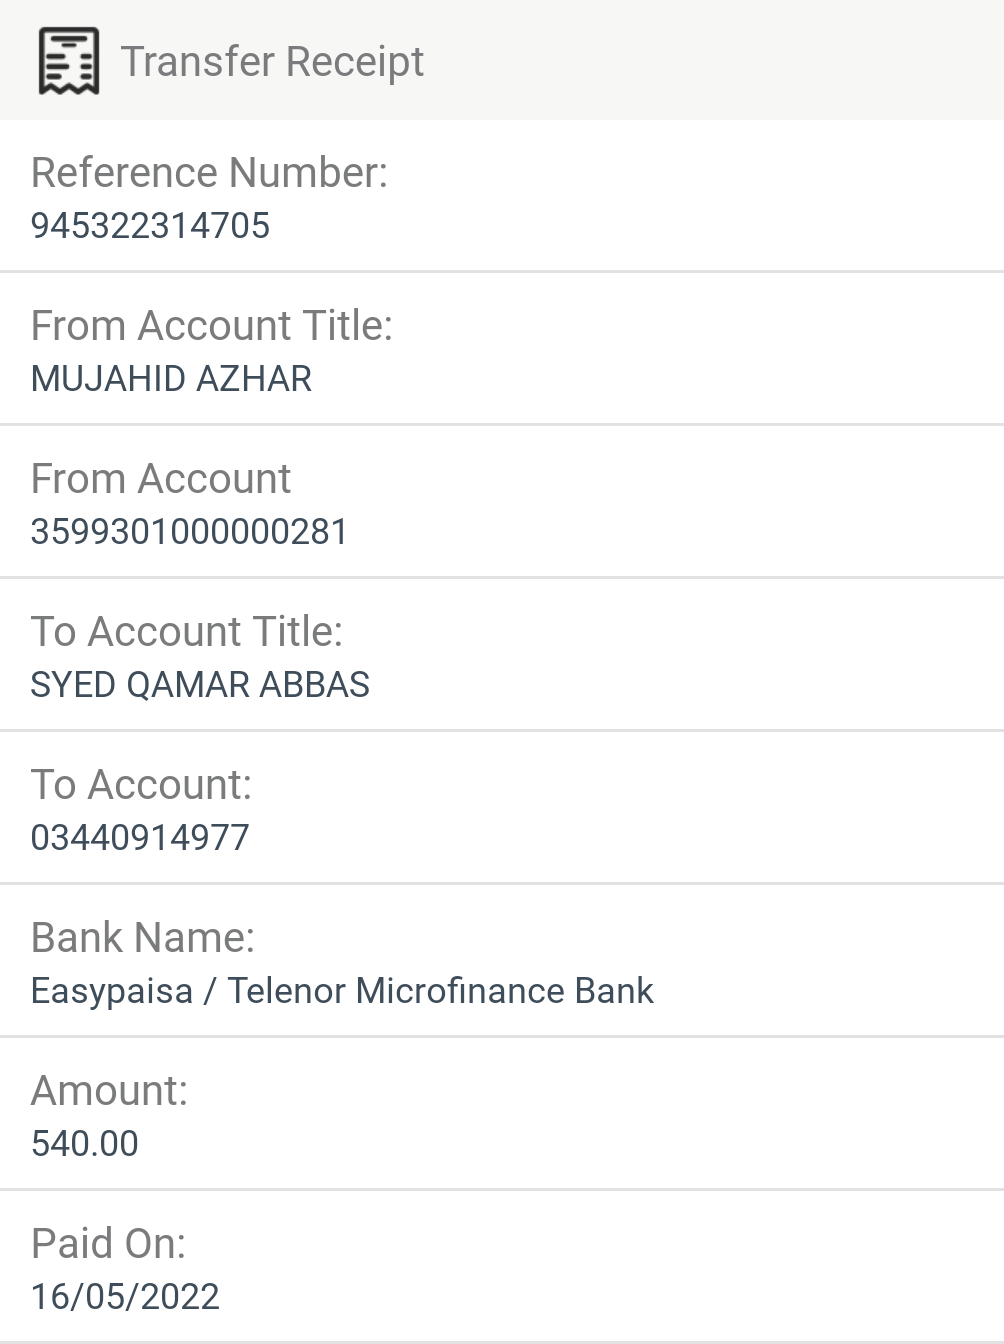 Transfer Receipt
Reference Number:
945322314705
From Account Title:
MUJAHID AZHAR
From Account
3599301000000281
To Account Title:
SYED QAMAR ABBAS
To Account:
03440914977
Bank Name:
Easypaisa / Telenor Microfinance Bank
Amount:
540.00
Paid On:
16/05/2022